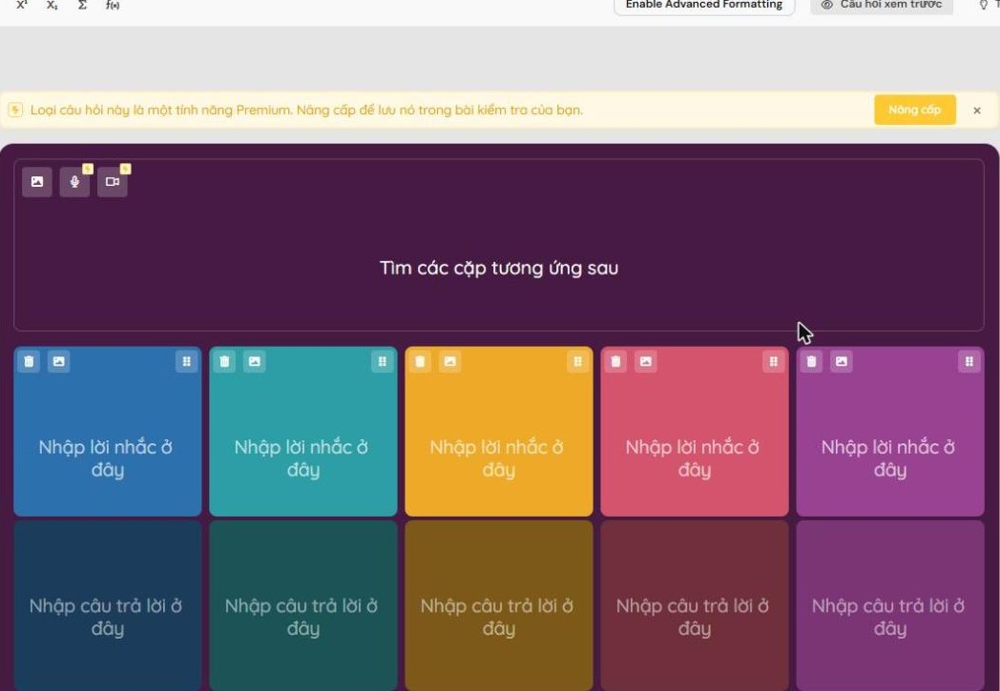 X¹ X₁ Σ f(x) Enable Advanced Formatting Câu hỏi xem trước
Loại câu hỏi này là một tính năng Premium. Nâng cấp để lưu nó trong bài kiểm tra của bạn. Nâng cấp ×
Tìm các cặp tương ứng sau
Nhập lời nhắc ở Nhập lời nhắc ở Nhập lời nhắc ở Nhập lời nhắc ở Nhập lời nhắc ở
đây đây đây đây đây
Nhập câu trả lời ở Nhập câu trả lời ở Nhập câu trả lời ở Nhập câu trả lời ở Nhập câu trả lời ở
đây đây đây đây đây